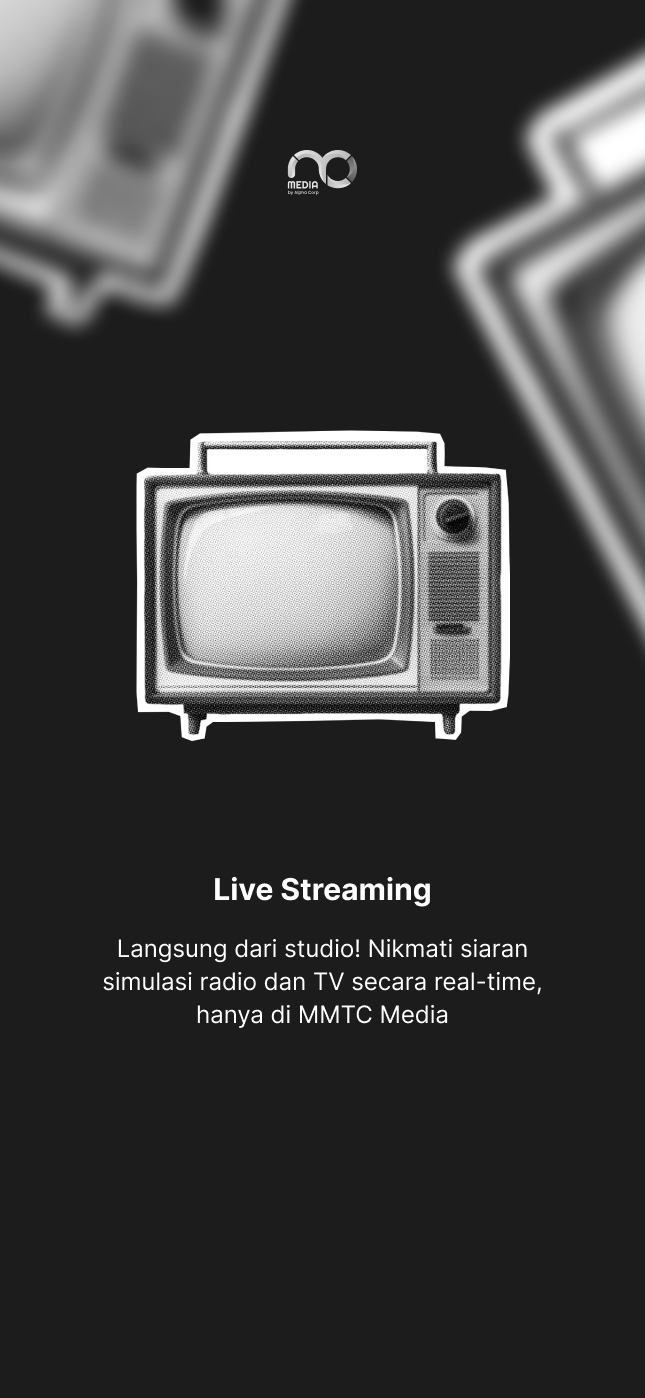 MEDIA
by Alpha Corp
Live Streaming
Langsung dari studio! Nikmati siaran
simulasi radio dan TV secara real-time,
hanya di MMTC Media